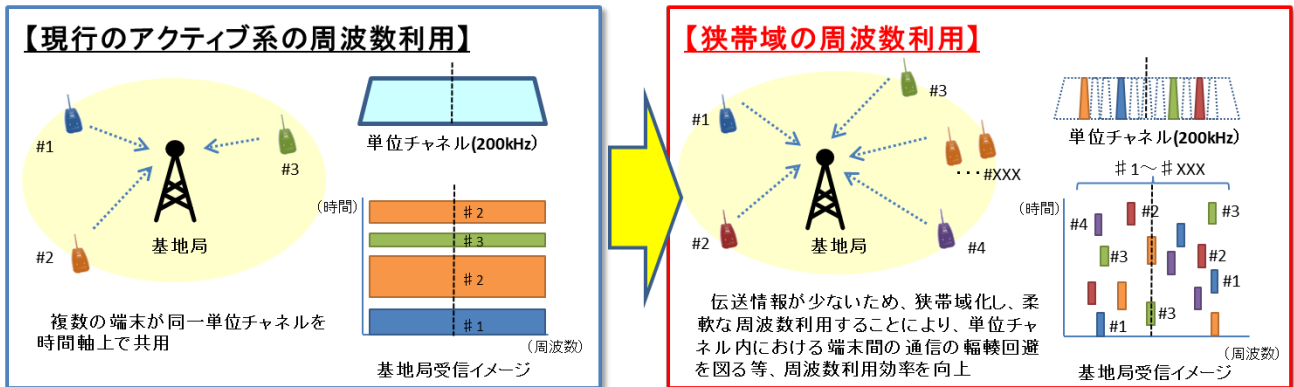 【現行のアクティブ系の周波数利用】
#1
#3
#2
基地局
単位チャネル(200kHz)
(時間)
#2
#3
#2
#1
(周波数)
基地局受信イメージ
複数の端末が同一単位チャネルを
時間軸上で共用
【狭帯域の周波数利用】
#3
#1
・・・#XXX
#2
#4
基地局
単位チャネル(200kHz)
#1～#XXX
(時間)
#4
#2
#3
#3
#2
#1
#1
#3
(周波数)
基地局受信イメージ
伝送情報が少ないため、狭帯域化し、柔
軟な周波数利用することにより、単位チャ
ネル内における端末間の通信の輻輳回避
を図る等、周波数利用効率を向上